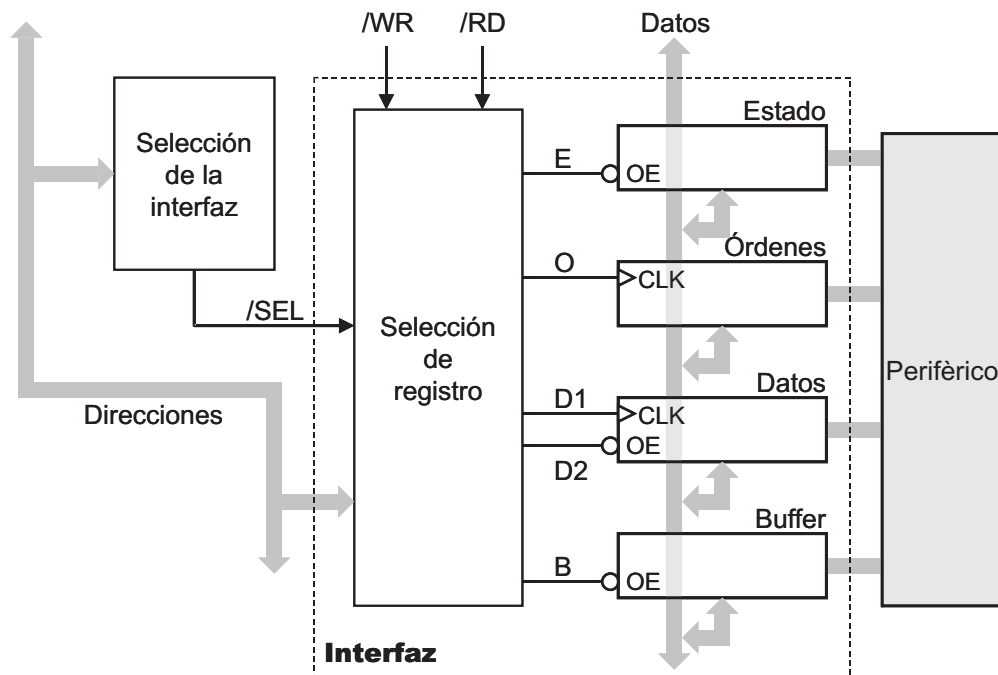 /WR
/RD
Datos
Selección
de la
interfaz
/SEL
Direcciones
Selección
de
registro
E
O
D1
D2
B
Estado
OE
Órdenes
CLK
Datos
CLK
OE
Buffer
OE
Perifèrico
Interfaz